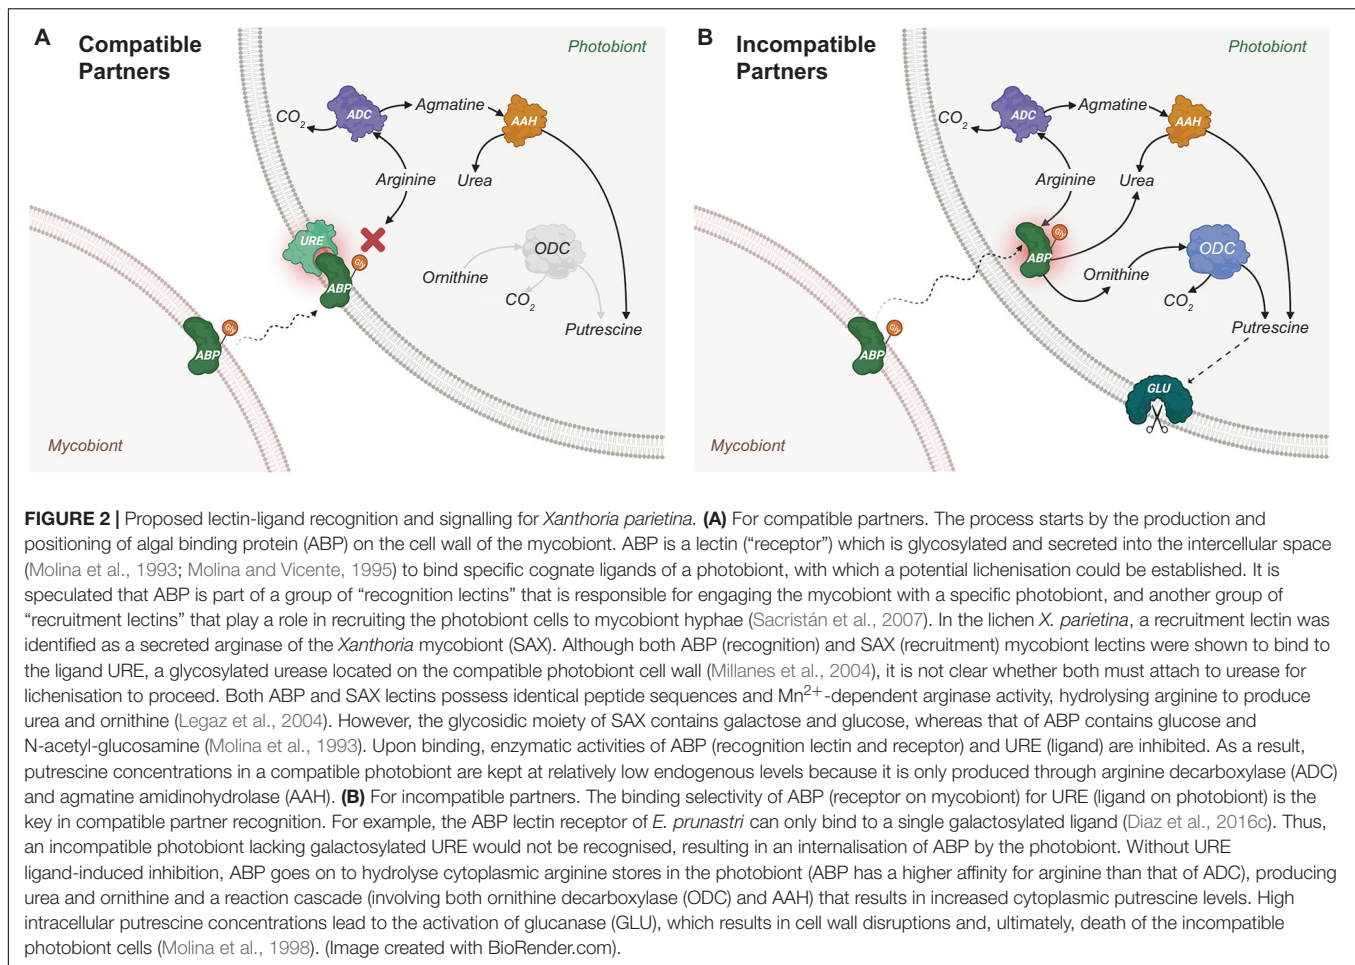 A Compatible Partners
Photobiont
CO2
ADC
Agmatine
AAH
Arginine
Urea
URE
Gly
ABP
Ornithine
ODC
CO2
Putrescine
Gly
ABP
Mycobiont
B Incompatible Partners
Photobiont
CO2
ADC
Agmatine
AAH
Arginine
Urea
Gly
ABP
Ornithine
ODC
CO2
Putrescine
Gly
ABP
GLU
Mycobiont
FIGURE 2 | Proposed lectin-ligand recognition and signalling for Xanthoria parietina. (A) For compatible partners. The process starts by the production and
positioning of algal binding protein (ABP) on the cell wall of the mycobiont. ABP is a lectin (“receptor”) which is glycosylated and secreted into the intercellular space
(Molina et al., 1993; Molina and Vicente, 1995) to bind specific cognate ligands of a photobiont, with which a potential lichenisation could be established. It is
speculated that ABP is part of a group of “recognition lectins” that is responsible for engaging the mycobiont with a specific photobiont, and another group of
“recruitment lectins” that play a role in recruiting the photobiont cells to mycobiont hyphae (Sacristán et al., 2007). In the lichen X. parietina, a recruitment lectin was
identified as a secreted arginase of the Xanthoria mycobiont (SAX). Although both ABP (recognition) and SAX (recruitment) mycobiont lectins were shown to bind to
the ligand URE, a glycosylated urease located on the compatible photobiont cell wall (Millanes et al., 2004), it is not clear whether both must attach to urease for
lichenisation to proceed. Both ABP and SAX lectins possess identical peptide sequences and Mn2+-dependent arginase activity, hydrolysing arginine to produce
urea and ornithine (Legaz et al., 2004). However, the glycosidic moiety of SAX contains galactose and glucose, whereas that of ABP contains glucose and
N-acetyl-glucosamine (Molina et al., 1993). Upon binding, enzymatic activities of ABP (recognition lectin and receptor) and URE (ligand) are inhibited. As a result,
putrescine concentrations in a compatible photobiont are kept at relatively low endogenous levels because it is only produced through arginine decarboxylase (ADC)
and agmatine amidinohydrolase (AAH). (B) For incompatible partners. The binding selectivity of ABP (receptor on mycobiont) for URE (ligand on photobiont) is the
key in compatible partner recognition. For example, the ABP lectin receptor of E. prunastri can only bind to a single galactosylated ligand (Diaz et al., 2016c). Thus,
an incompatible photobiont lacking galactosylated URE would not be recognised, resulting in an internalisation of ABP by the photobiont. Without URE
ligand-induced inhibition, ABP goes on to hydrolyse cytoplasmic arginine stores in the photobiont (ABP has a higher affinity for arginine than that of ADC), producing
urea and ornithine and a reaction cascade (involving both ornithine decarboxylase (ODC) and AAH) that results in increased cytoplasmic putrescine levels. High
intracellular putrescine concentrations lead to the activation of glucanase (GLU), which results in cell wall disruptions and, ultimately, death of the incompatible
photobiont cells (Molina et al., 1998). (Image created with BioRender.com).